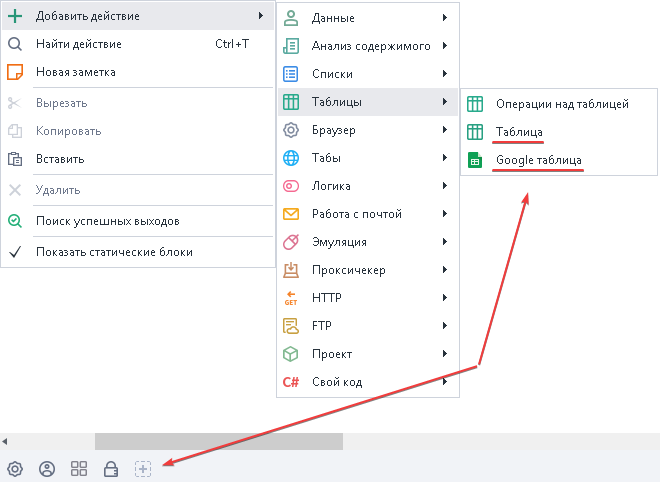 Добавить действие
Найти действие Ctrl+T
Новая заметка
Вырезать
Копировать
Вставить
Удалить
Поиск успешных выходов
Показать статические блоки
Данные
Анализ содержимого
Списки
Таблицы
Браузер
Табы
Логика
Работа с почтой
Эмуляция
Проксичекер
GET HTTP
FTP
Проект
C# Свой код
Операции над таблицей
Таблица
Google таблица